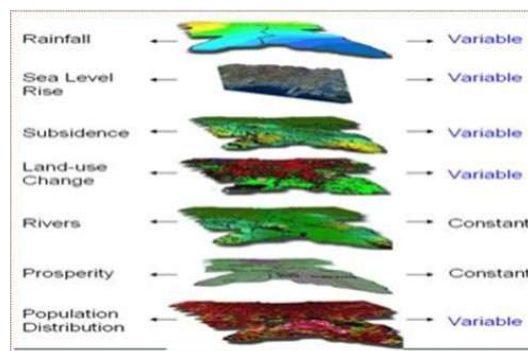 Rainfall Variable
Sea Level
Rise Variable
Subsidence Variable
Land-use
Change Variable
Rivers Constant
Prosperity Constant
Population
Distribution Variable